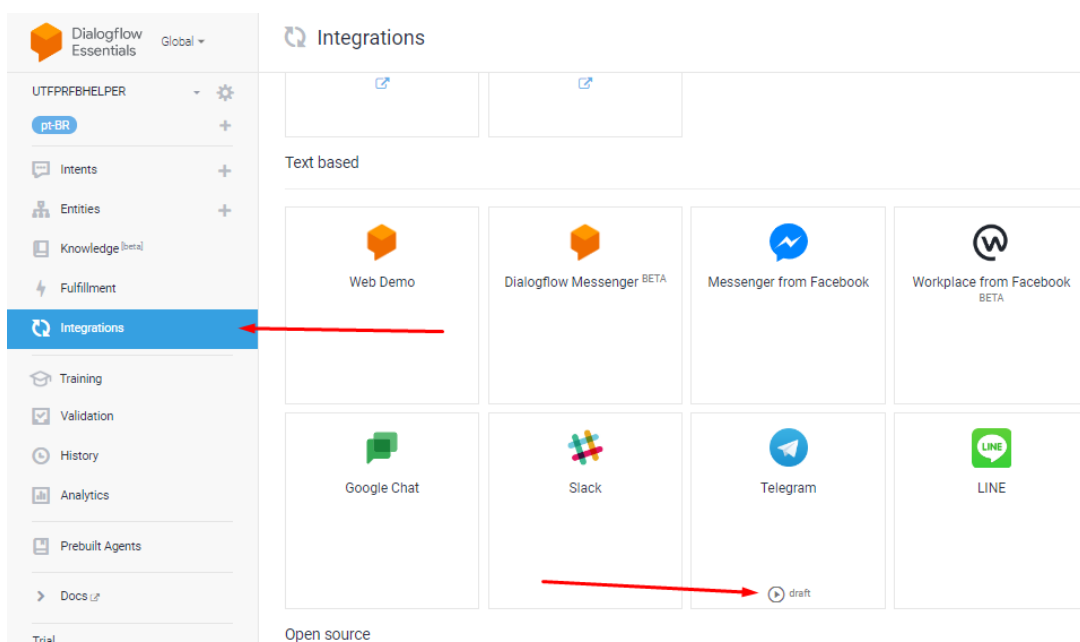 Dialogflow
Essentials
Global
Integrations
UTFPRFBHELPER
pt-BR
Intents
Entities
Knowledge [beta]
Fulfillment
Integrations
Training
Validation
History
Analytics
Prebuilt Agents
Docs
Trial
Text based
Web Demo
Dialogflow Messenger BETA
Messenger from Facebook
Workplace from Facebook
BETA
Google Chat
Slack
Telegram
LINE
LINE
draft
Open source